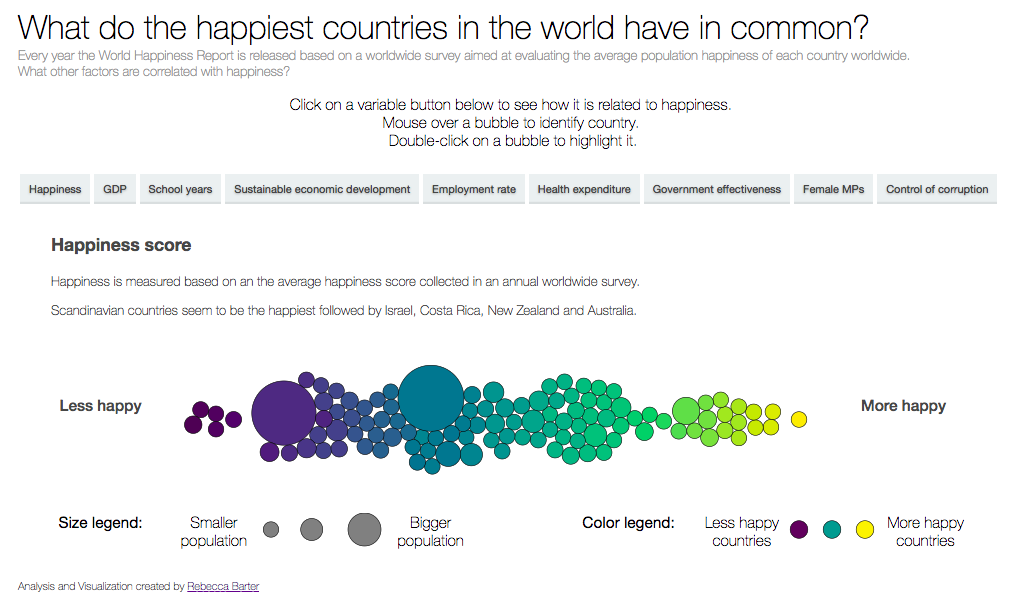 What do the happiest countries in the world have in common?
Every year the World Happiness Report is released based on a worldwide survey aimed at evaluating the average population happiness of each country worldwide.
What other factors are correlated with happiness?
Click on a variable button below to see how it is related to happiness.
Mouse over a bubble to identify country.
Double-click on a bubble to highlight it.
Happiness GDP School years Sustainable economic development Employment rate Health expenditure Government effectiveness Female MPs Control of corruption
Happiness score
Happiness is measured based on an the average happiness score collected in an annual worldwide survey.
Scandinavian countries seem to be the happiest followed by Israel, Costa Rica, New Zealand and Australia.
Less happy
More happy
Size legend:
Smaller
population
Bigger
population
Color legend:
Less happy
countries
More happy
countries
Analysis and Visualization created by Rebecca Barter